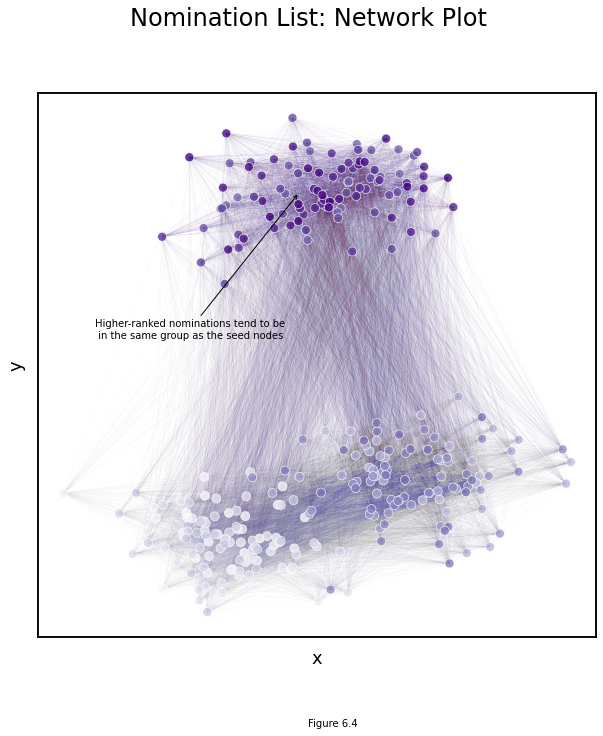 Nomination List: Network Plot
Higher-ranked nominations tend to be
in the same group as the seed nodes
y
x
Figure 6.4